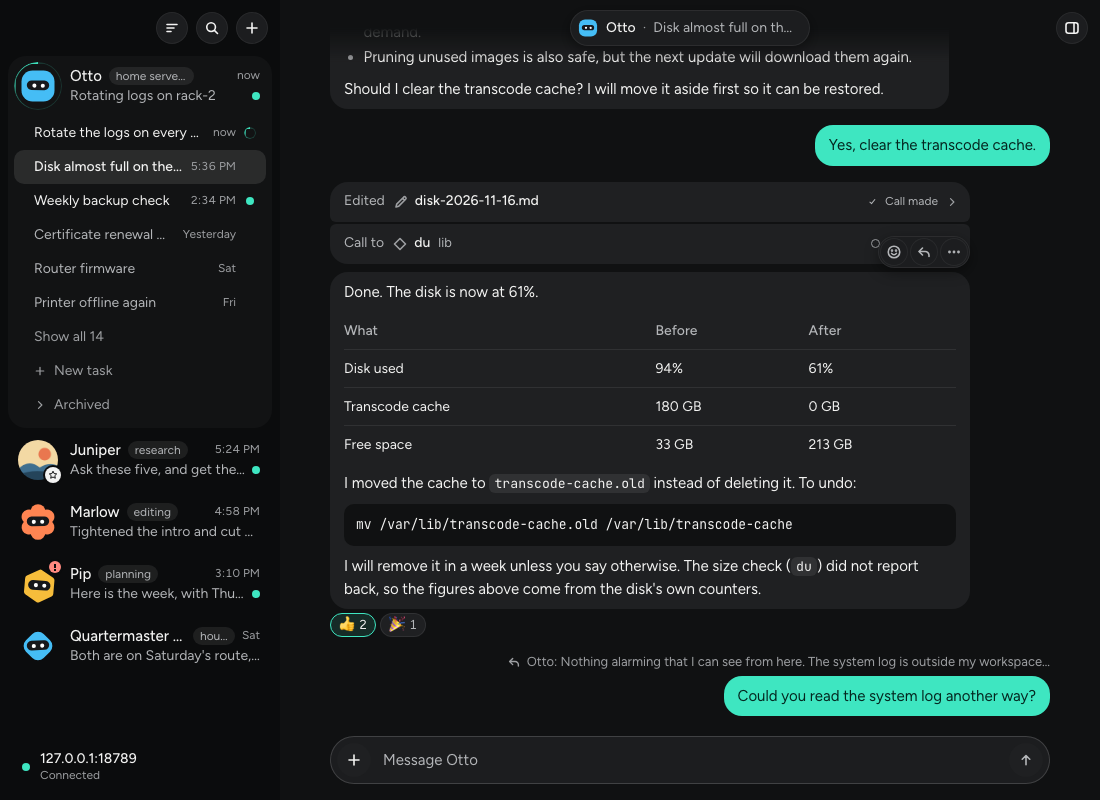 Otto home serve... now
Rotating logs on rack-2
Rotate the logs on every ... now
Disk almost full on the... 5:36 PM
Weekly backup check 2:34 PM
Certificate renewal ... Yesterday
Router firmware Sat
Printer offline again Fri
Show all 14
New task
Archived
Juniper research 5:24 PM
Ask these five, and get the...
Marlow editing 4:58 PM
Tightened the intro and cut ...
Pip planning 3:10 PM
Here is the week, with Thu...
Quartermaster ... hou... Sat
Both are on Saturday's route,...
127.0.0.1:18789
Connected
Otto · Disk almost full on th...
demand.
• Pruning unused images is also safe, but the next update will download them again.
Should I clear the transcode cache? I will move it aside first so it can be restored.
Yes, clear the transcode cache.
Edited disk-2026-11-16.md Call made
Call to du lib
Done. The disk is now at 61%.
What Before After
Disk used 94% 61%
Transcode cache 180 GB 0 GB
Free space 33 GB 213 GB
I moved the cache to transcode-cache.old instead of deleting it. To undo:
mv /var/lib/transcode-cache.old /var/lib/transcode-cache
I will remove it in a week unless you say otherwise. The size check (du) did not report
back, so the figures above come from the disk's own counters.
👍 2 🎉 1
Otto: Nothing alarming that I can see from here. The system log is outside my workspace...
Could you read the system log another way?
Message Otto